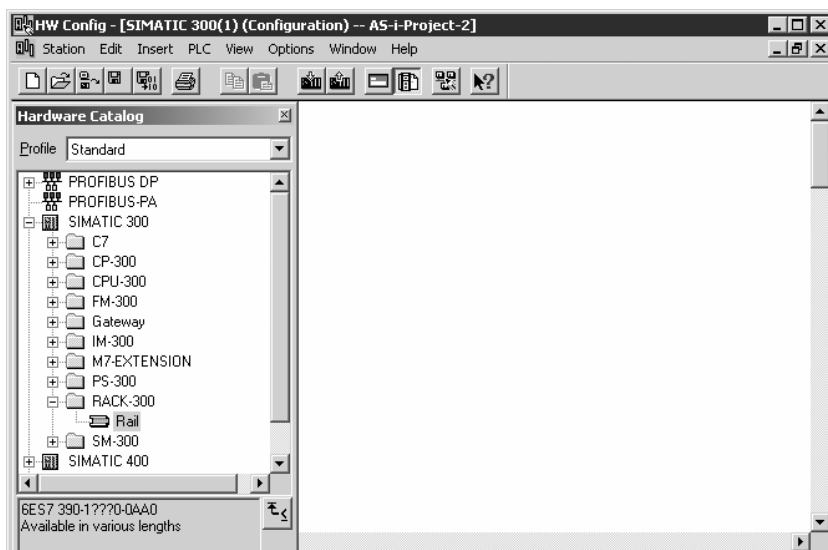 HW Config - [SIMATIC 300(1) (Configuration) -- AS-i-Project-2]
Station Edit Insert PLC View Options Window Help
Hardware Catalog
Profile Standard
PROFIBUS DP
PROFIBUS-PA
SIMATIC 300
C7
CP-300
CPU-300
FM-300
Gateway
IM-300
M7-EXTENSION
PS-300
RACK-300
Rail
SM-300
SIMATIC 400
6ES7 390-1???0-0AA0
Available in various lengths